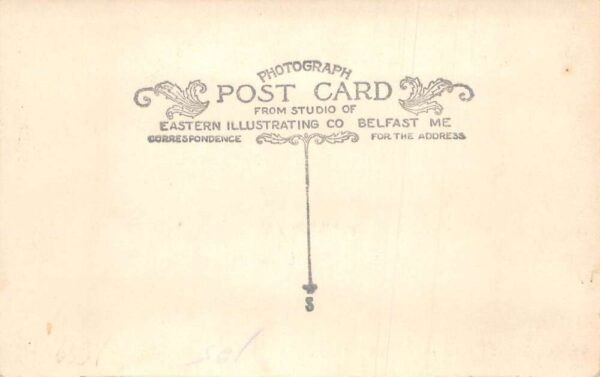 PHOTOGRAPH
POST CARD
FROM STUDIO OF
EASTERN ILLUSTRATING CO BELFAST ME
CORRESPONDENCE FOR THE ADDRESS
S